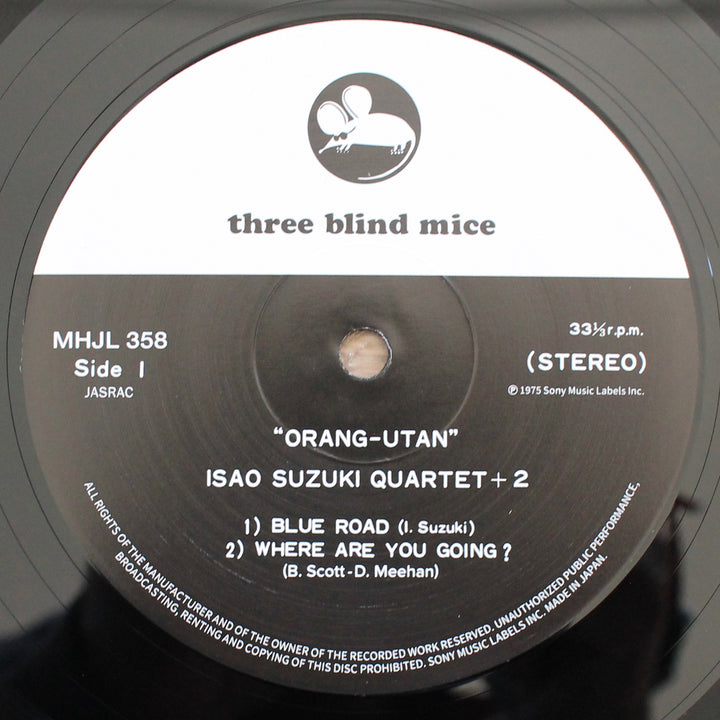 three blind mice
MHJL 358
Side 1
JASRAC
33⅓ r.p.m.
(STEREO)
℗ 1975 Sony Music Labels Inc.
“ORANG-UTAN”
ISAO SUZUKI QUARTET + 2
1) BLUE ROAD (I. Suzuki)
2) WHERE ARE YOU GOING?
(B. Scott-D. Meehan)
ALL RIGHTS OF THE MANUFACTURER AND OF THE OWNER OF THE RECORDED WORK RESERVED. UNAUTHORIZED PUBLIC PERFORMANCE,
BROADCASTING, RENTING AND COPYING OF THIS DISC PROHIBITED. SONY MUSIC LABELS INC. MADE IN JAPAN.